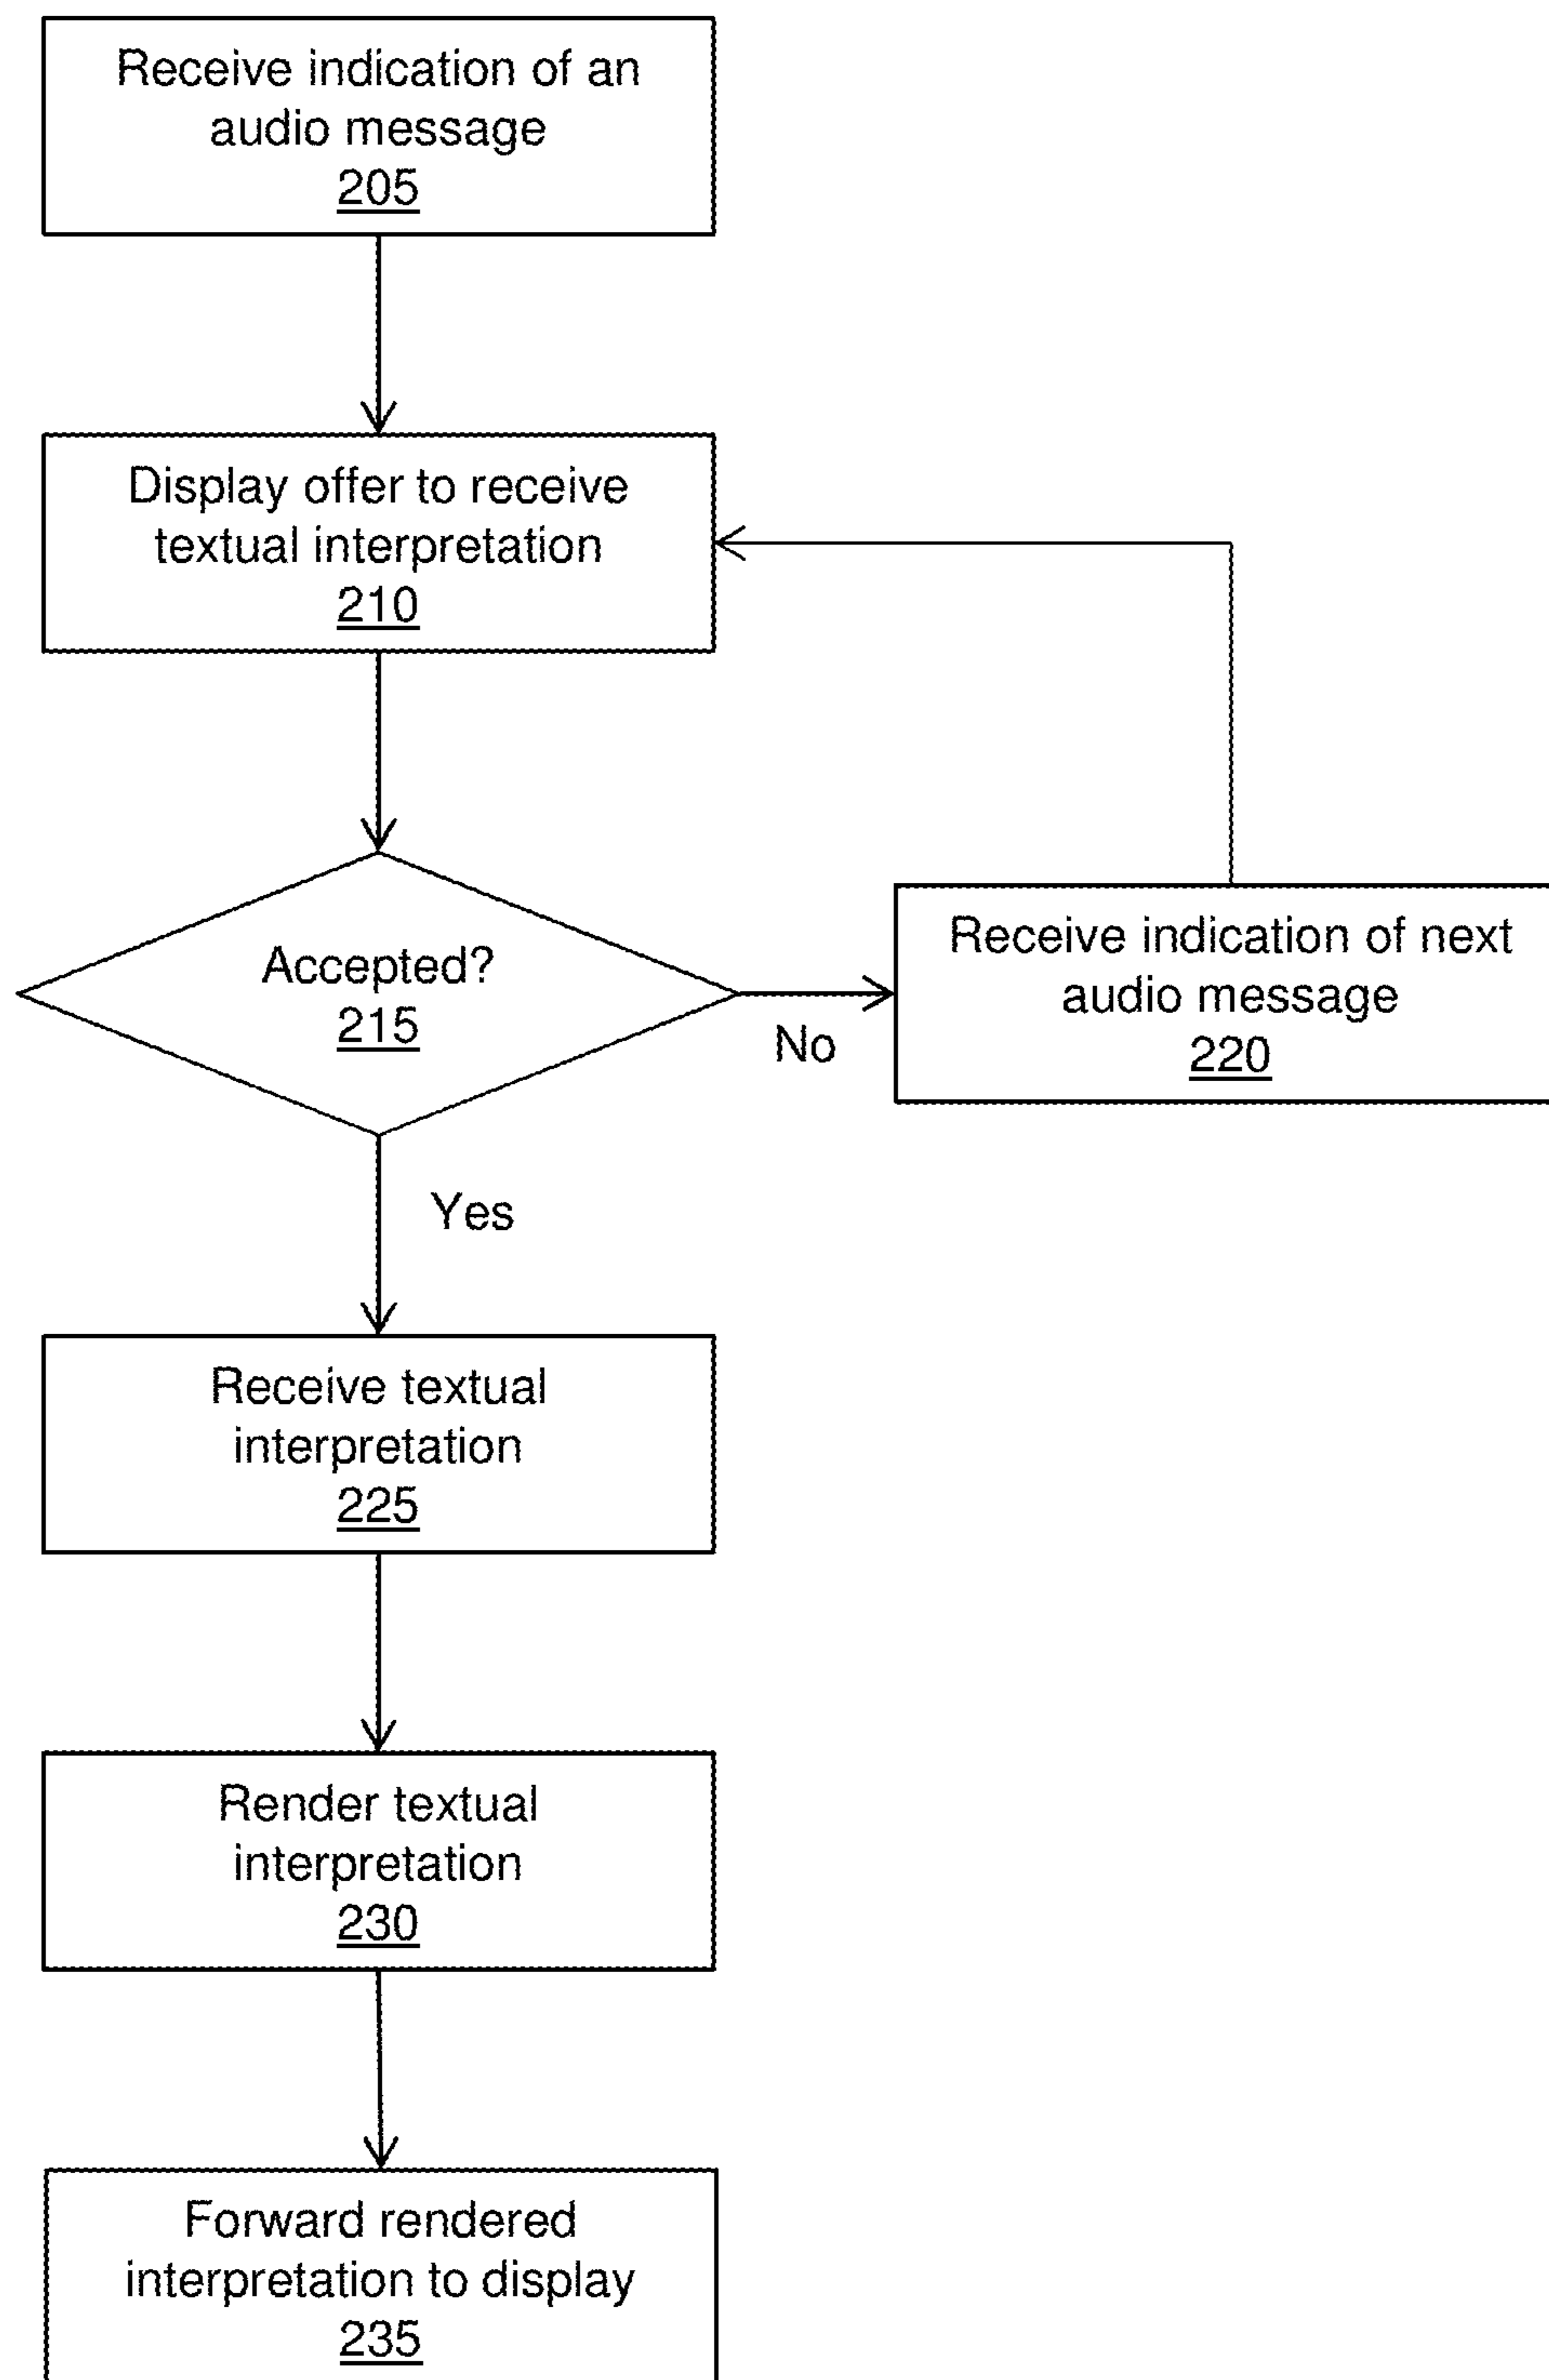 Receive indication of an
audio message
205
Display offer to receive
textual interpretation
210
Accepted?
215
No
Receive indication of next
audio message
220
Yes
Receive textual
interpretation
225
Render textual
interpretation
230
Forward rendered
interpretation to display
235